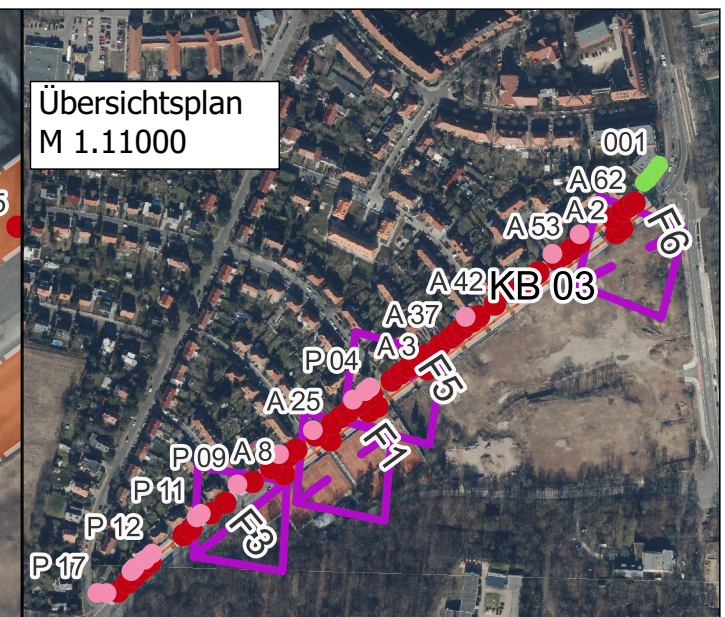 Übersichtsplan
M 1.11000
001
A 62
A 2
A 53
F6
A 42
KB 03
A 37
A 3
P 04
F5
A 25
F1
P 09
A 8
P 11
F3
P 12
P 17
5